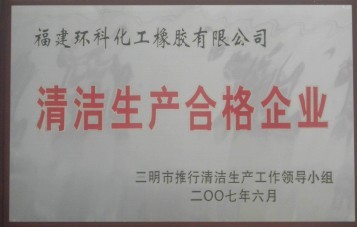 福建环科化工橡胶有限公司
清洁生产合格企业
三明市推行清洁生产工作领导小组
二〇〇七年六月